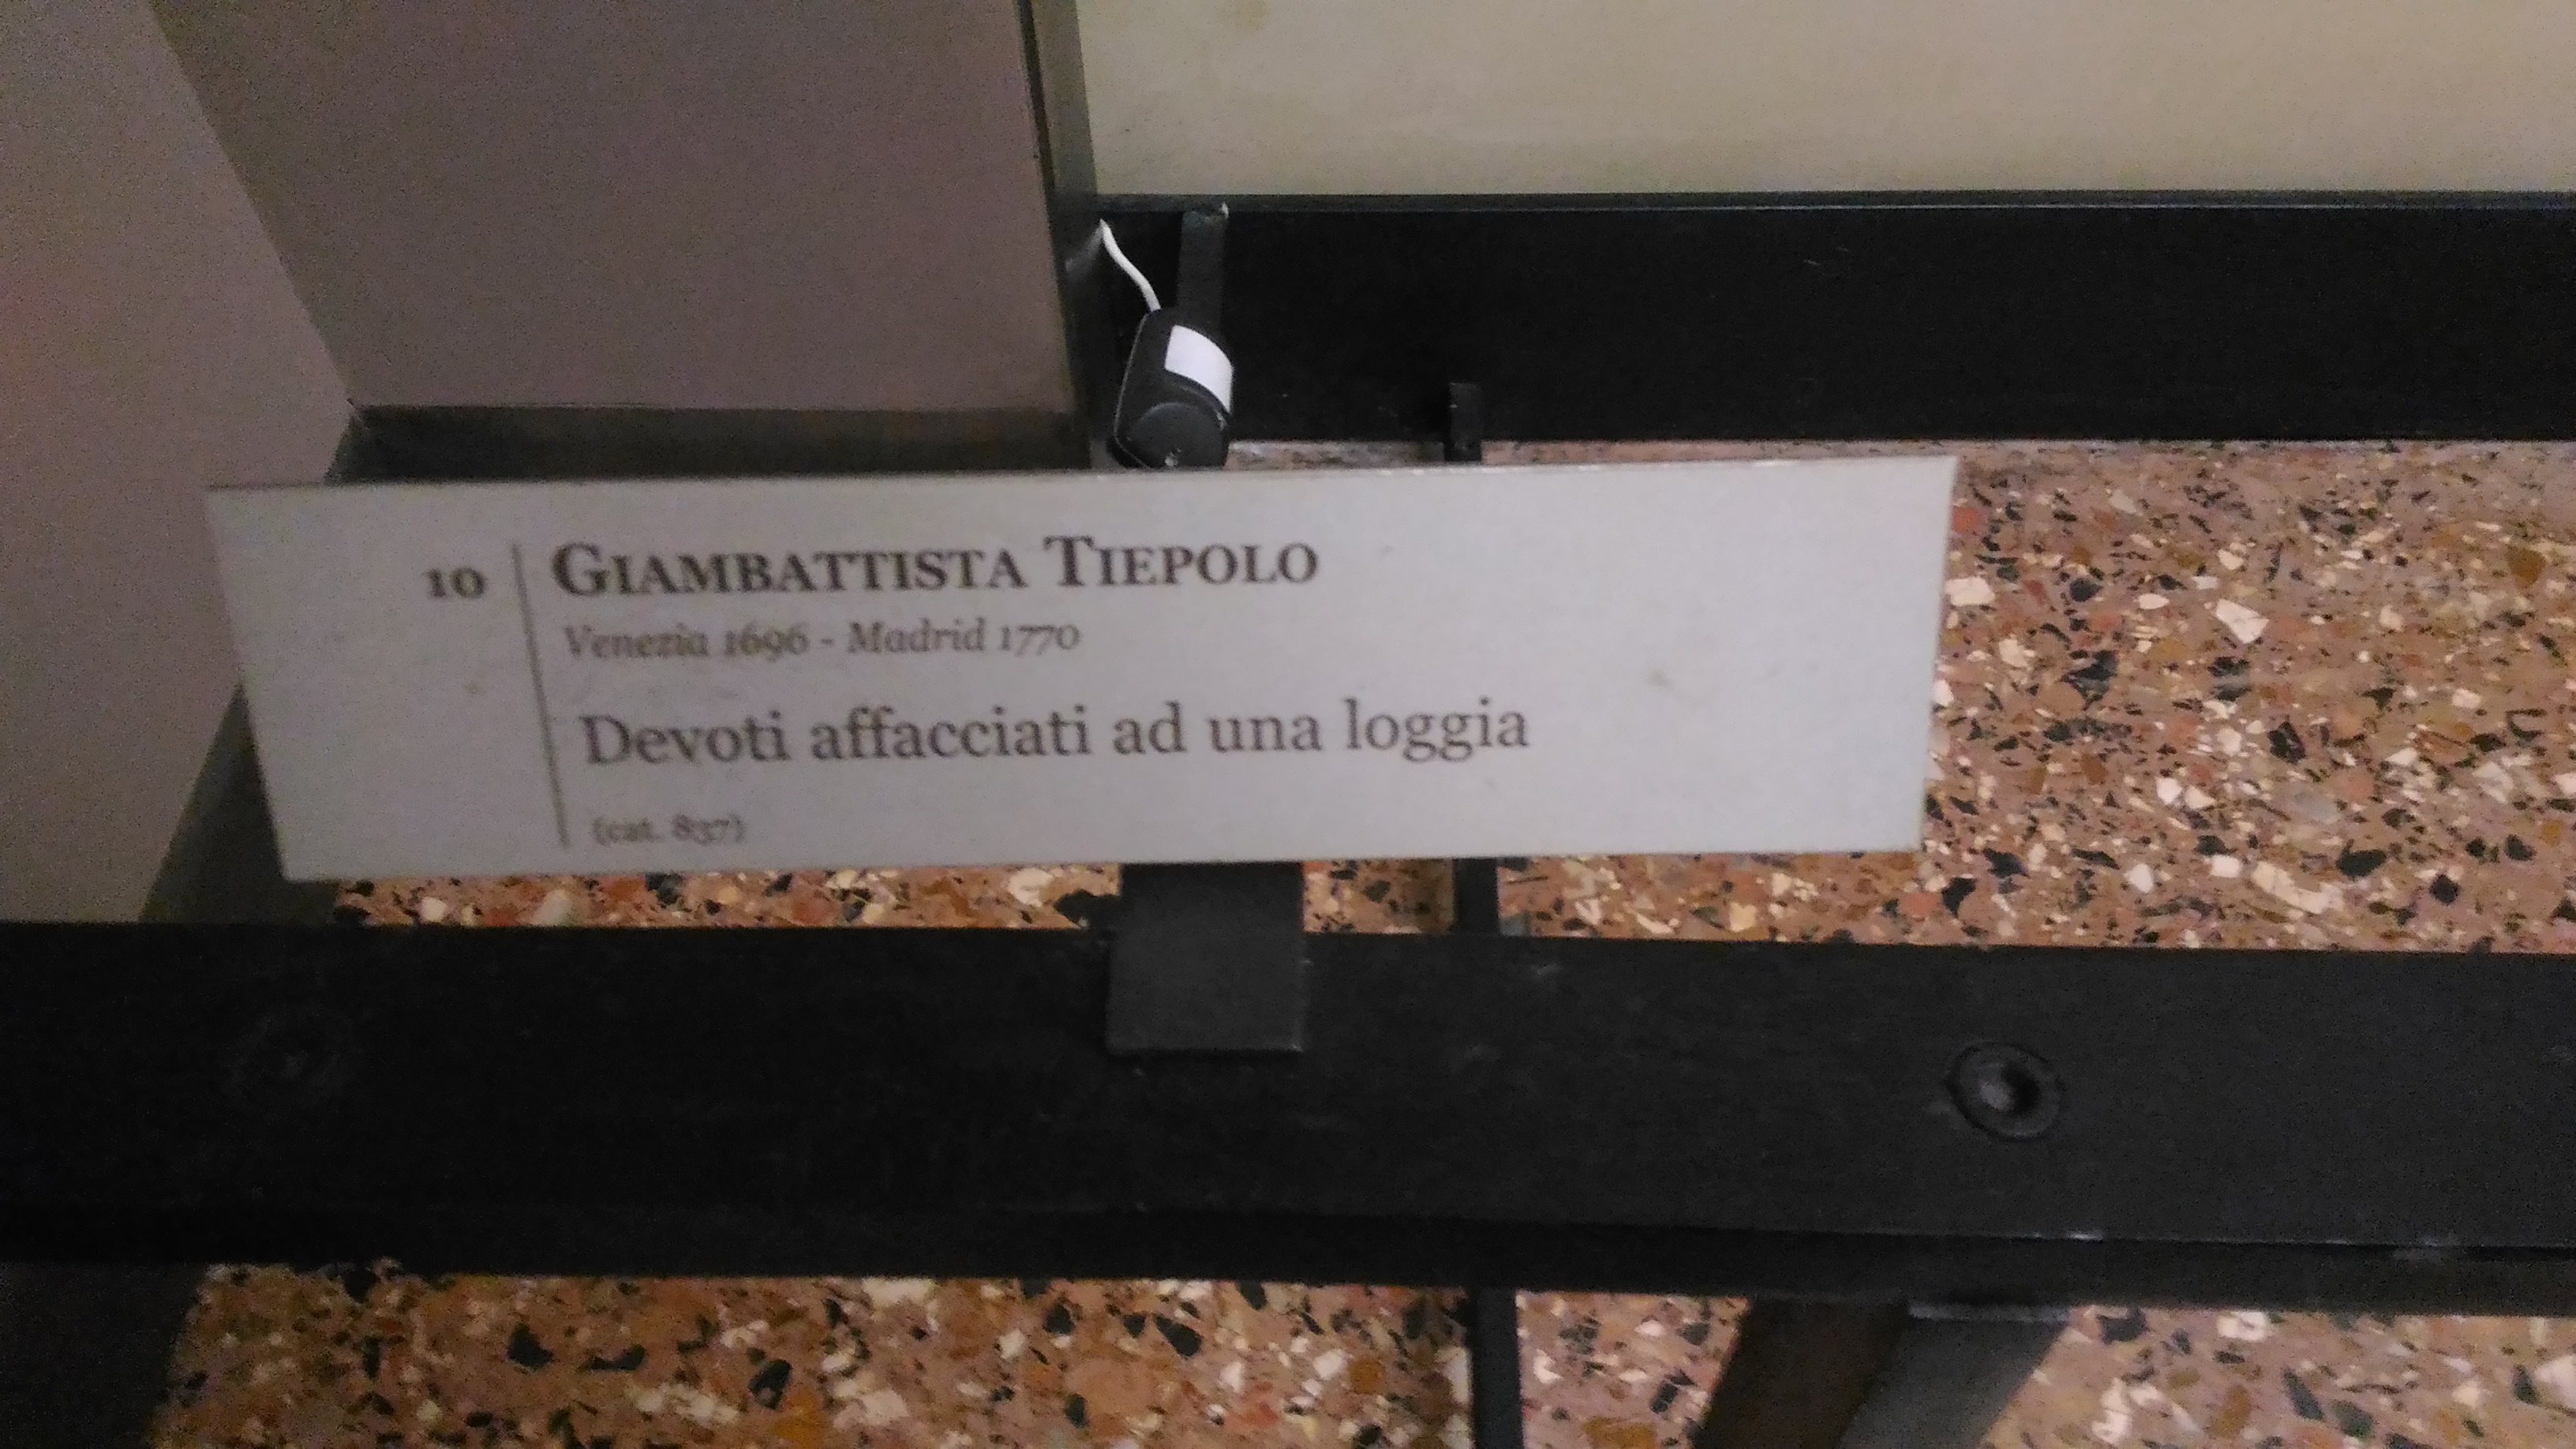 10
GIAMBATTISTA TIEPOLO
Venezia 1696 - Madrid 1770
Devoti affacciati ad una loggia
(cat. 837)